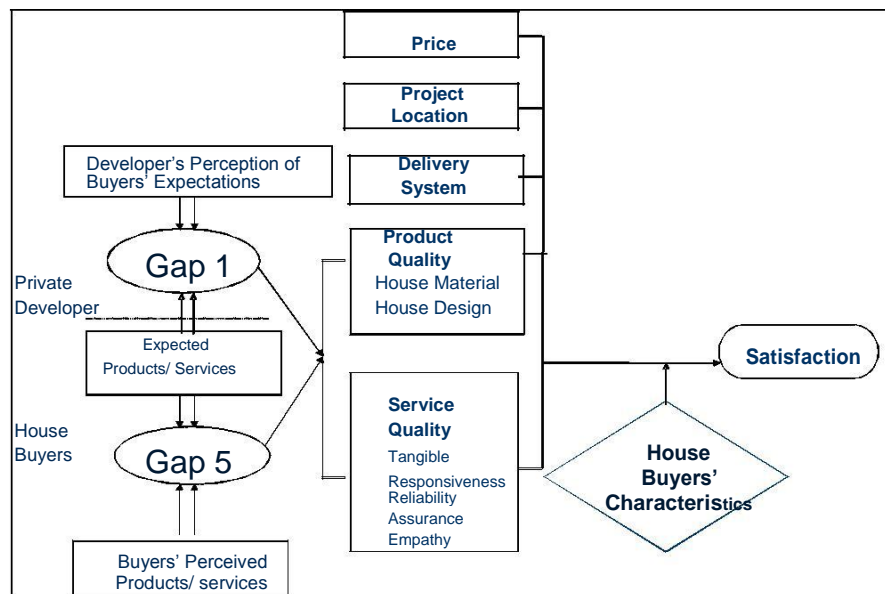 Price
Project
Location
Delivery
System
Developer's Perception of
Buyers' Expectations
Gap 1
Private
Developer
Expected
Products/ Services
House
Buyers
Gap 5
Buyers' Perceived
Products/ services
Product
Quality
House Material
House Design
Service
Quality
Tangible
Responsiveness
Reliability
Assurance
Empathy
Satisfaction
House
Buyers'
Characteristics